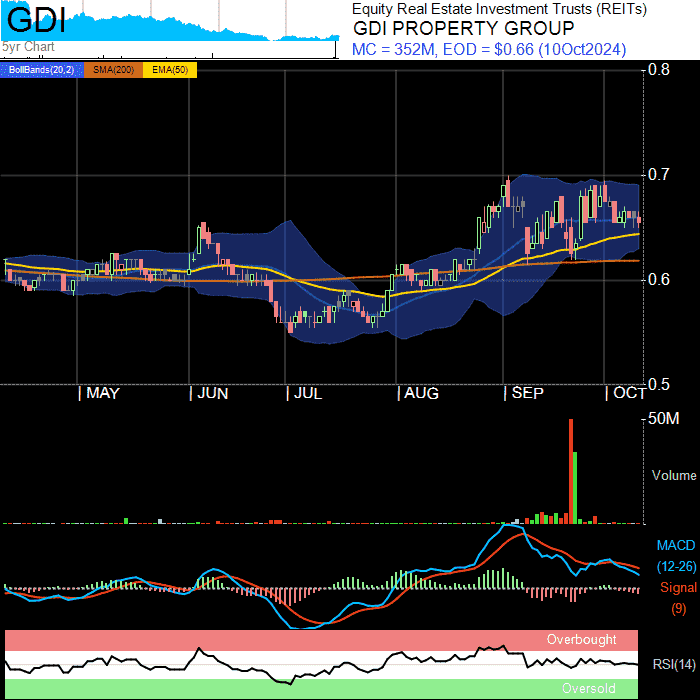 GDI
5yr Chart
Equity Real Estate Investment Trusts (REITs)
GDI PROPERTY GROUP
MC = 352M, EOD = $0.66 (10Oct2024)
BollBands(20,2) SMA(200) EMA(50)
0.8
0.7
0.6
0.5
| MAY | JUN | JUL | AUG | SEP | OCT
50M
Volume
MACD
(12-26)
Signal
(9)
Overbought
RSI(14)
Oversold